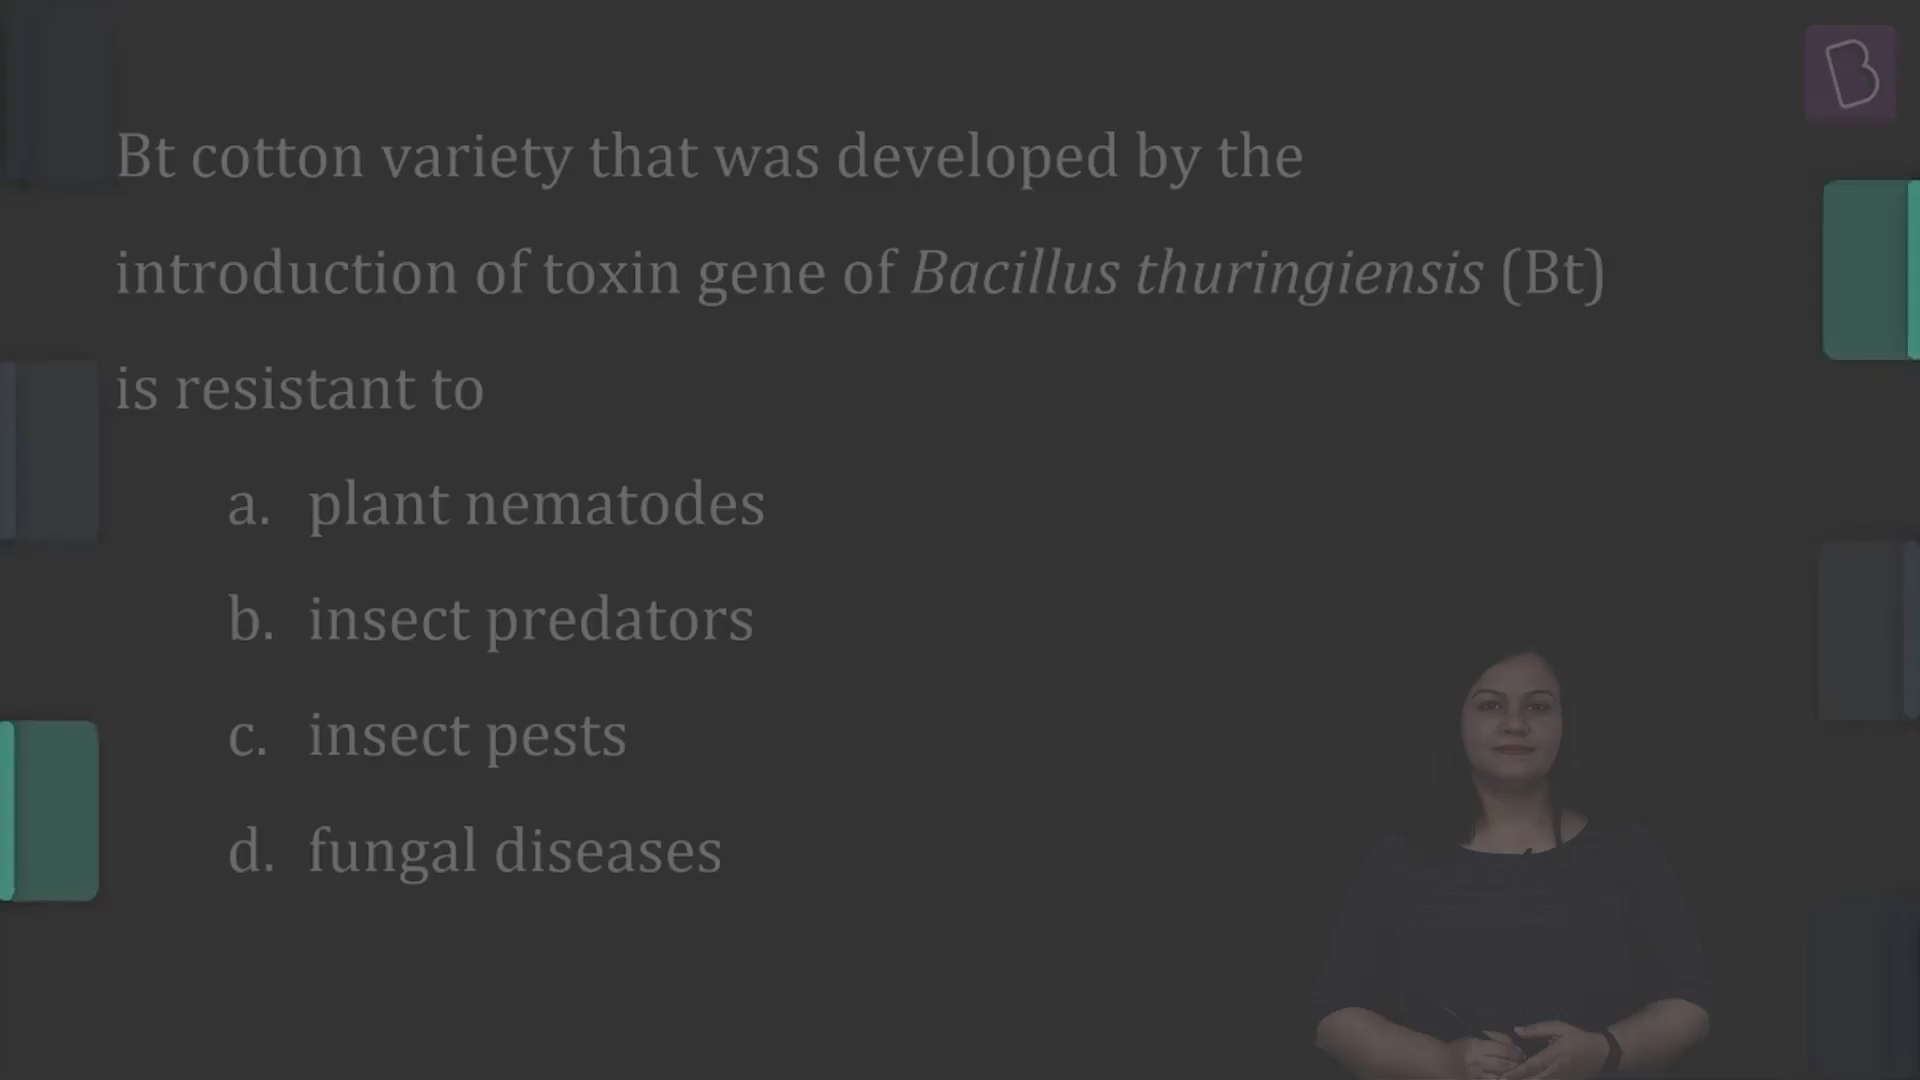 B
Bt cotton variety that was developed by the
introduction of toxin gene of Bacillus thuringiensis (Bt)
is resistant to
a. plant nematodes
b. insect predators
c. insect pests
d. fungal diseases